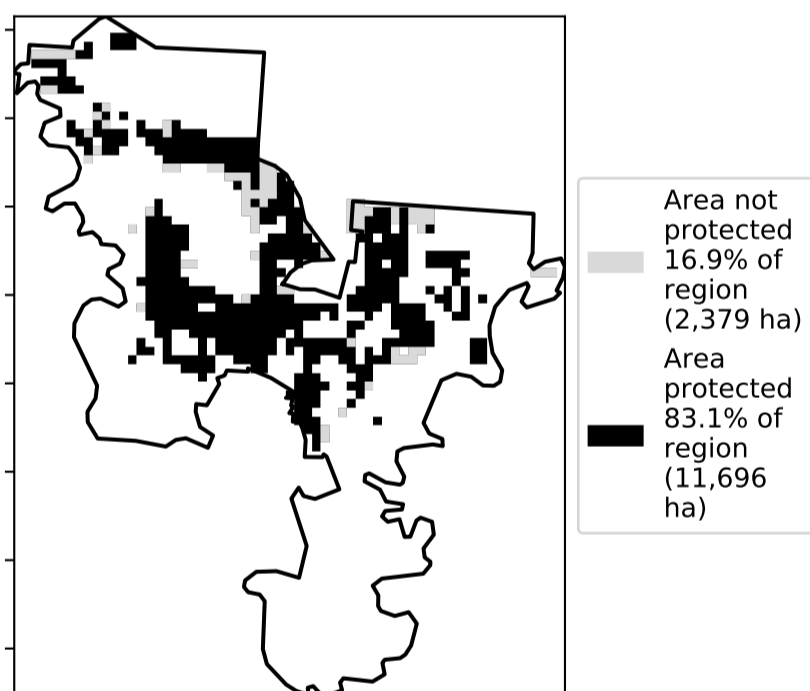 Area not
protected
16.9% of
region
(2,379 ha)
Area
protected
83.1% of
region
(11,696
ha)